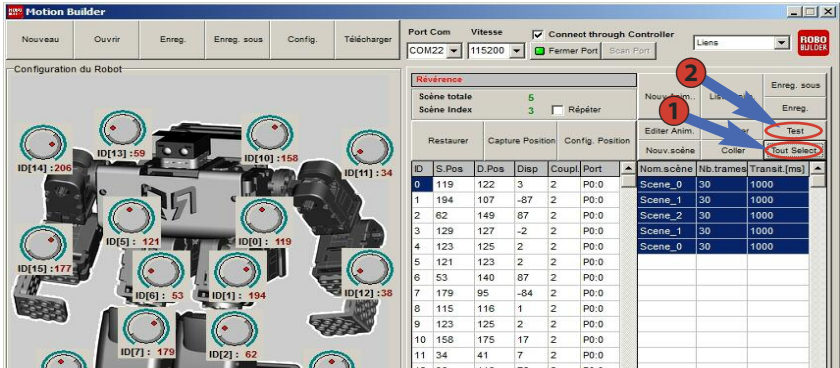 Motion Builder
Nouveau Ouvrir Enreg. Enreg. sous Config. Télécharger
Port Com Vitesse Connect through Controller
COM22 115200 Fermer Port Scan Port
Liens
ROBO BUILDER
Configuration du Robot
Révérence
Scène totale 5
Scène Index 3 Répéter
Restaurer Capture Position Config. Position
Enreg. sous
Enreg.
Editer Anim. Test
Nouv.scène Coller Tout Select.
1
2
ID[14] :206
ID[13] :59
ID[10] :158
ID[11] : 34
ID[5] : 121
ID[0] : 119
ID[15] :177
ID[6] : 53
ID[1] : 194
ID[12] :38
ID[7] : 179
ID[2] : 62
ID S.Pos D.Pos Disp Coupl. Port
0 119 122 3 2 P0:0
1 194 107 -87 2 P0:0
2 62 149 87 2 P0:0
3 129 127 -2 2 P0:0
4 123 125 2 2 P0:0
5 121 123 2 2 P0:0
6 53 140 87 2 P0:0
7 179 95 -84 2 P0:0
8 115 116 1 2 P0:0
9 123 125 2 2 P0:0
10 158 175 17 2 P0:0
11 34 41 7 2 P0:0
Nom.scène Nb.trames Transit.[ms]
Scene_0 30 1000
Scene_1 30 1000
Scene_2 30 1000
Scene_1 30 1000
Scene_0 30 1000